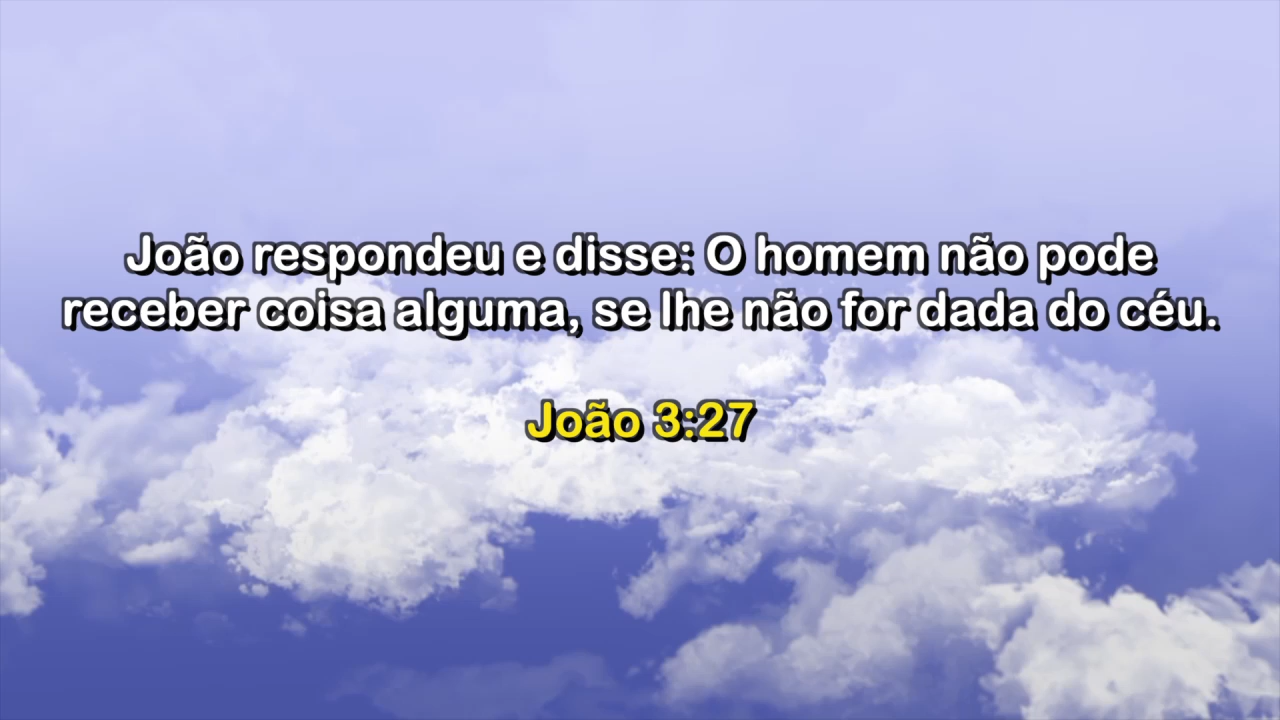 João respondeu e disse: O homem não pode
receber coisa alguma, se lhe não for dada do céu.
João 3:27